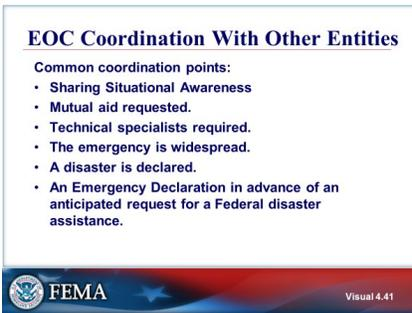 EOC Coordination With Other Entities
Common coordination points:
• Sharing Situational Awareness
• Mutual aid requested.
• Technical specialists required.
• The emergency is widespread.
• A disaster is declared.
• An Emergency Declaration in advance of an
anticipated request for a Federal disaster
assistance.
FEMA
Visual 4.41